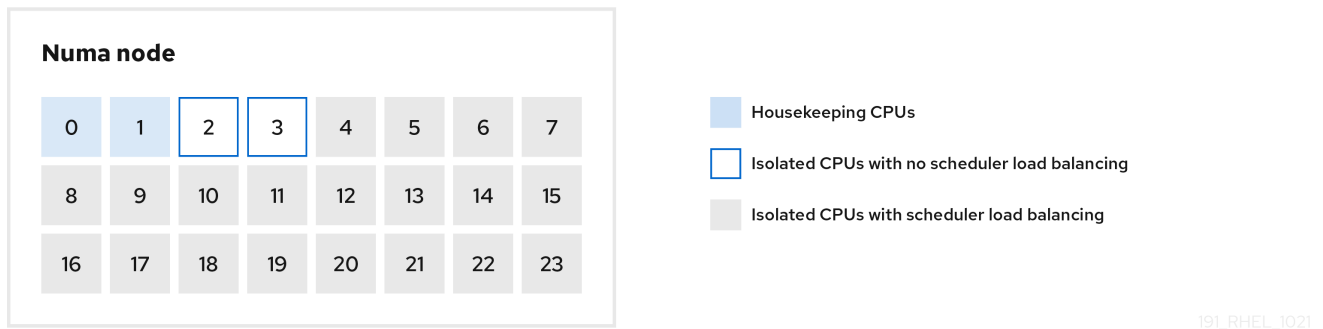 Numa node
0 1 2 3 4 5 6 7
8 9 10 11 12 13 14 15
16 17 18 19 20 21 22 23
Housekeeping CPUs
Isolated CPUs with no scheduler load balancing
Isolated CPUs with scheduler load balancing
191_RHEL_1021